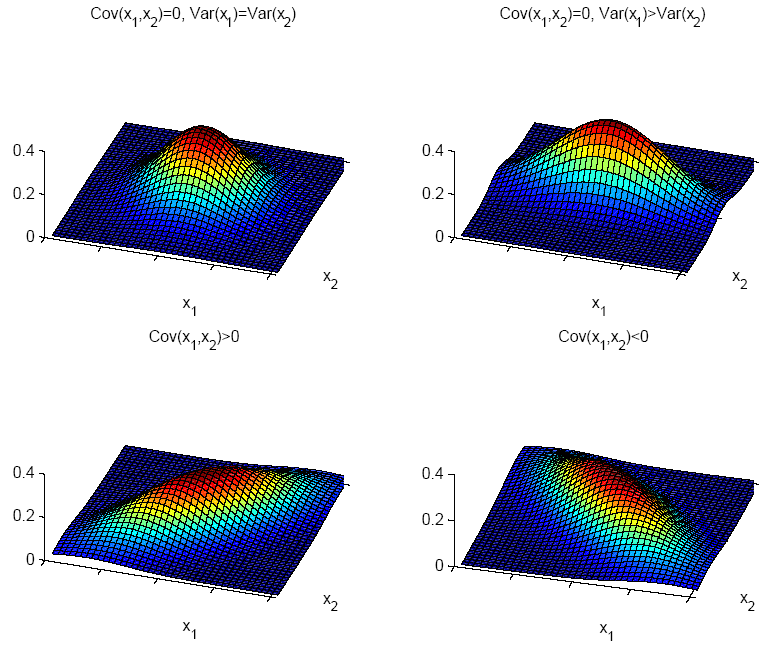 Cov(x₁,x₂)=0, Var(x₁)=Var(x₂)
Cov(x₁,x₂)=0, Var(x₁)>Var(x₂)
0.4
0.2
0
x₁
x₂
0.4
0.2
0
x₁
x₂
Cov(x₁,x₂)>0
Cov(x₁,x₂)<0
0.4
0.2
0
x₁
x₂
0.4
0.2
0
x₁
x₂